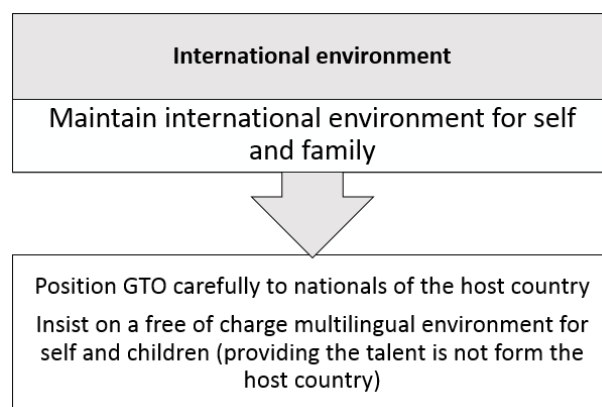 International environment
Maintain international environment for self
and family
Position GTO carefully to nationals of the host country
Insist on a free of charge multilingual environment for
self and children (providing the talent is not form the
host country)